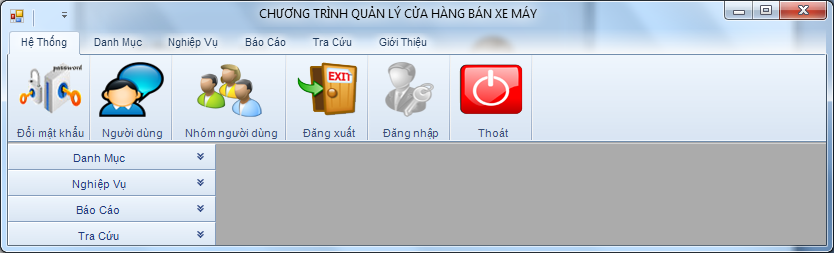 CHƯƠNG TRÌNH QUẢN LÝ CỬA HÀNG BÁN XE MÁY
Hệ Thống Danh Mục Nghiệp Vụ Báo Cáo Tra Cứu Giới Thiệu
password
EXIT
Đổi mật khẩu Người dùng Nhóm người dùng Đăng xuất Đăng nhập Thoát
Danh Mục
Nghiệp Vụ
Báo Cáo
Tra Cứu